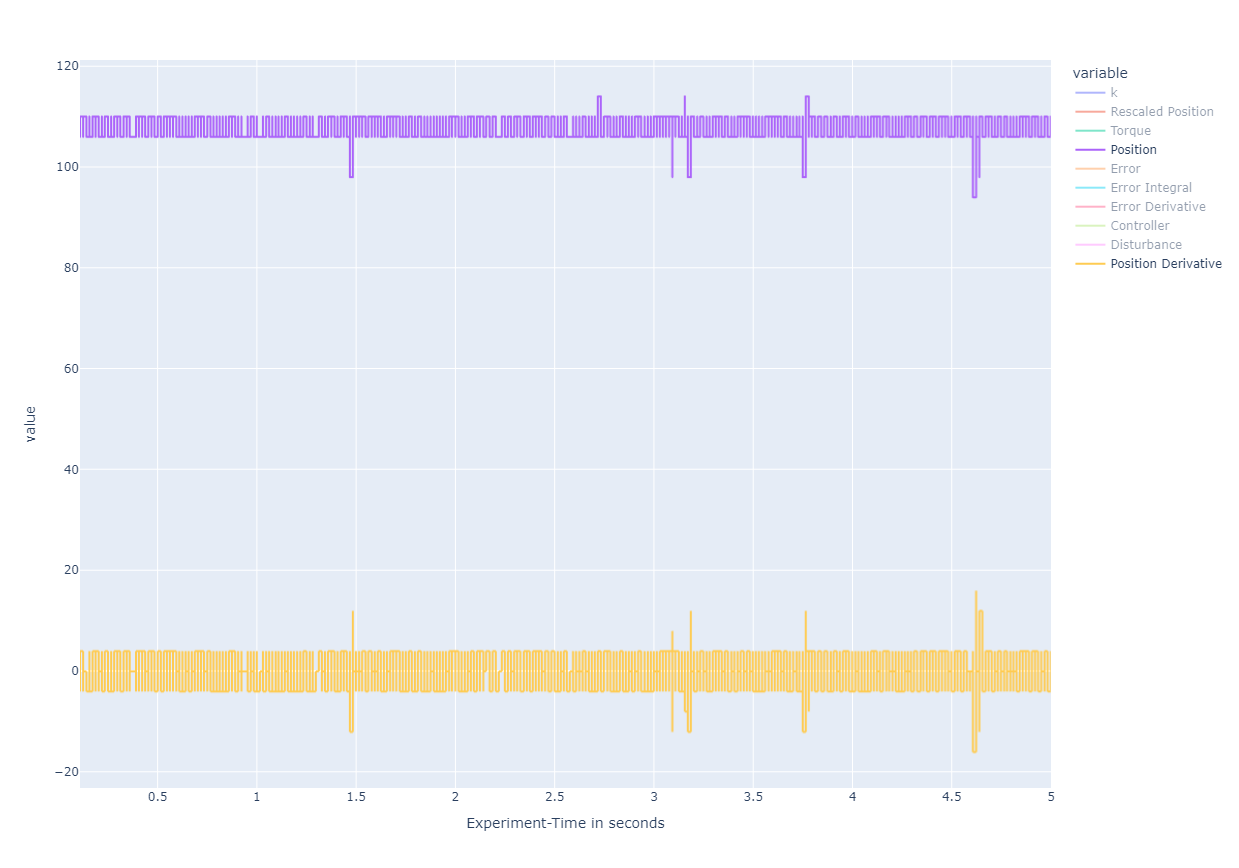 variable
k
Rescaled Position
Torque
Position
Error
Error Integral
Error Derivative
Controller
Disturbance
Position Derivative
120
100
80
60
40
20
0
−20
value
0.5 1 1.5 2 2.5 3 3.5 4 4.5 5
Experiment-Time in seconds